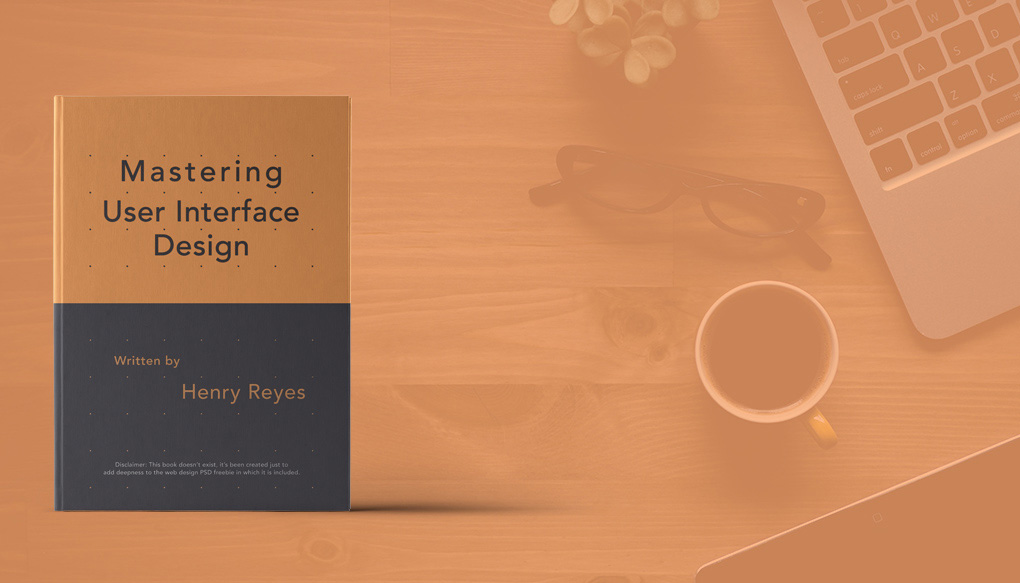 Mastering
User Interface
Design
Written by
Henry Reyes
Disclaimer: This book doesn't exist, it's been created just to
add deepness to the web design PSD freebie in which it is included.
Q
W
E
tab
A
S
D
caps lock
Z
X
shift
fn
control
option